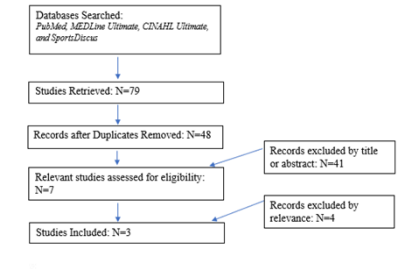 Databases Searched:
PubMed, MEDLine Ultimate, CINAHL Ultimate,
and SportsDiscus
Studies Retrieved: N=79
Records after Duplicates Removed: N=48
Records excluded by title
or abstract: N=41
Relevant studies assessed for eligibility:
N=7
Records excluded by
relevance: N=4
Studies Included: N=3